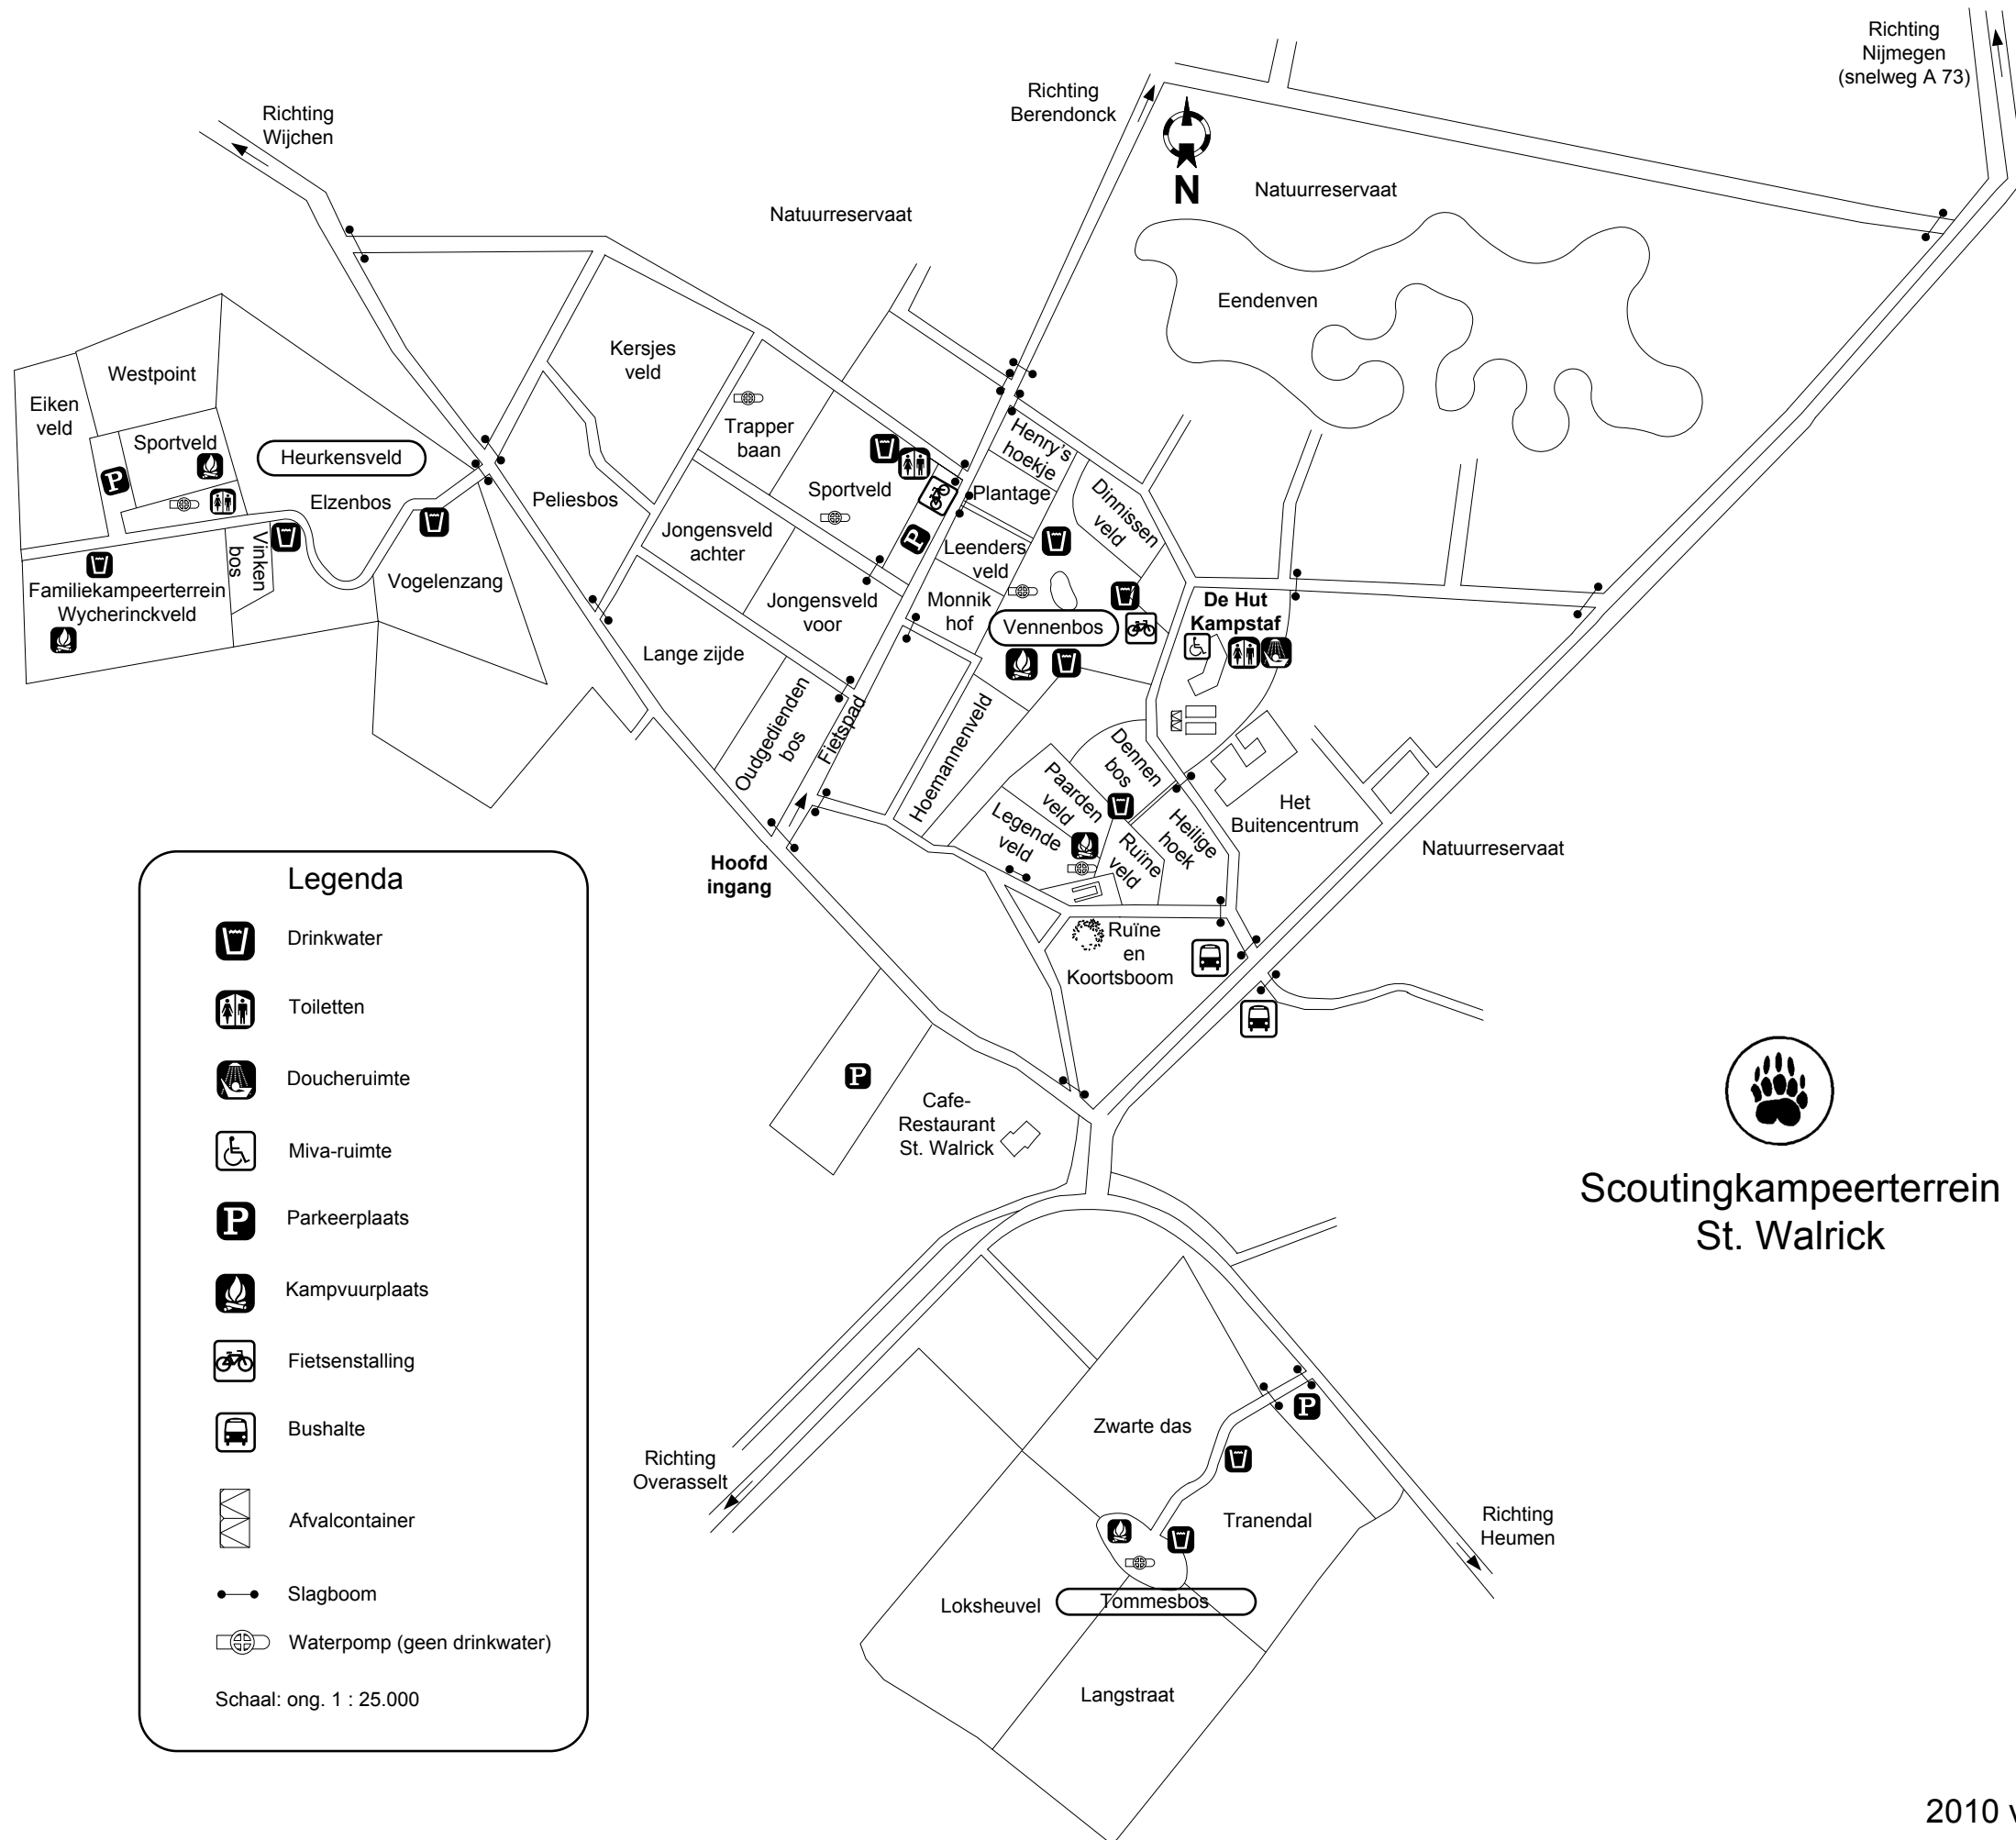 Richting
Nijmegen
(snelweg A 73)
Richting
Berendonck
Richting
Wijchen
N
Natuurreservaat
Natuurreservaat
Eendenven
Kersjes
veld
Westpoint
Eiken
veld
Sportveld
Heurkensveld
Elzenbos
Trapper
baan
Henry's
hoekje
Sportveld
Plantage
Dinnissen
veld
Peliesbos
Jongensveld
achter
Leenders
veld
Vinken
bos
Familiekampeerterrein
Wycherinckveld
Vogelenzang
Jongensveld
voor
Monnik
hof
Vennenbos
De Hut
Kampstaf
Lange zijde
Oudgedienden
bos
Fietspad
Hoemannenveld
Dennen
bos
Paarden
veld
Legende
veld
Ruïne
veld
Heilige
hoek
Het
Buitencentrum
Natuurreservaat
Hoofd
ingang
Ruïne
en
Koortsboom
P
P
P
P
Cafe-
Restaurant
St. Walrick
Legenda
Drinkwater
Toiletten
Doucheruimte
Miva-ruimte
P Parkeerplaats
Kampvuurplaats
Fietsenstalling
Bushalte
Afvalcontainer
Slagboom
Waterpomp (geen drinkwater)
Schaal: ong. 1 : 25.000
Scoutingkampeerterrein
St. Walrick
Zwarte das
Richting
Overasselt
Tranendal
Richting
Heumen
Loksheuvel
Tommesbos
Langstraat
2010 v